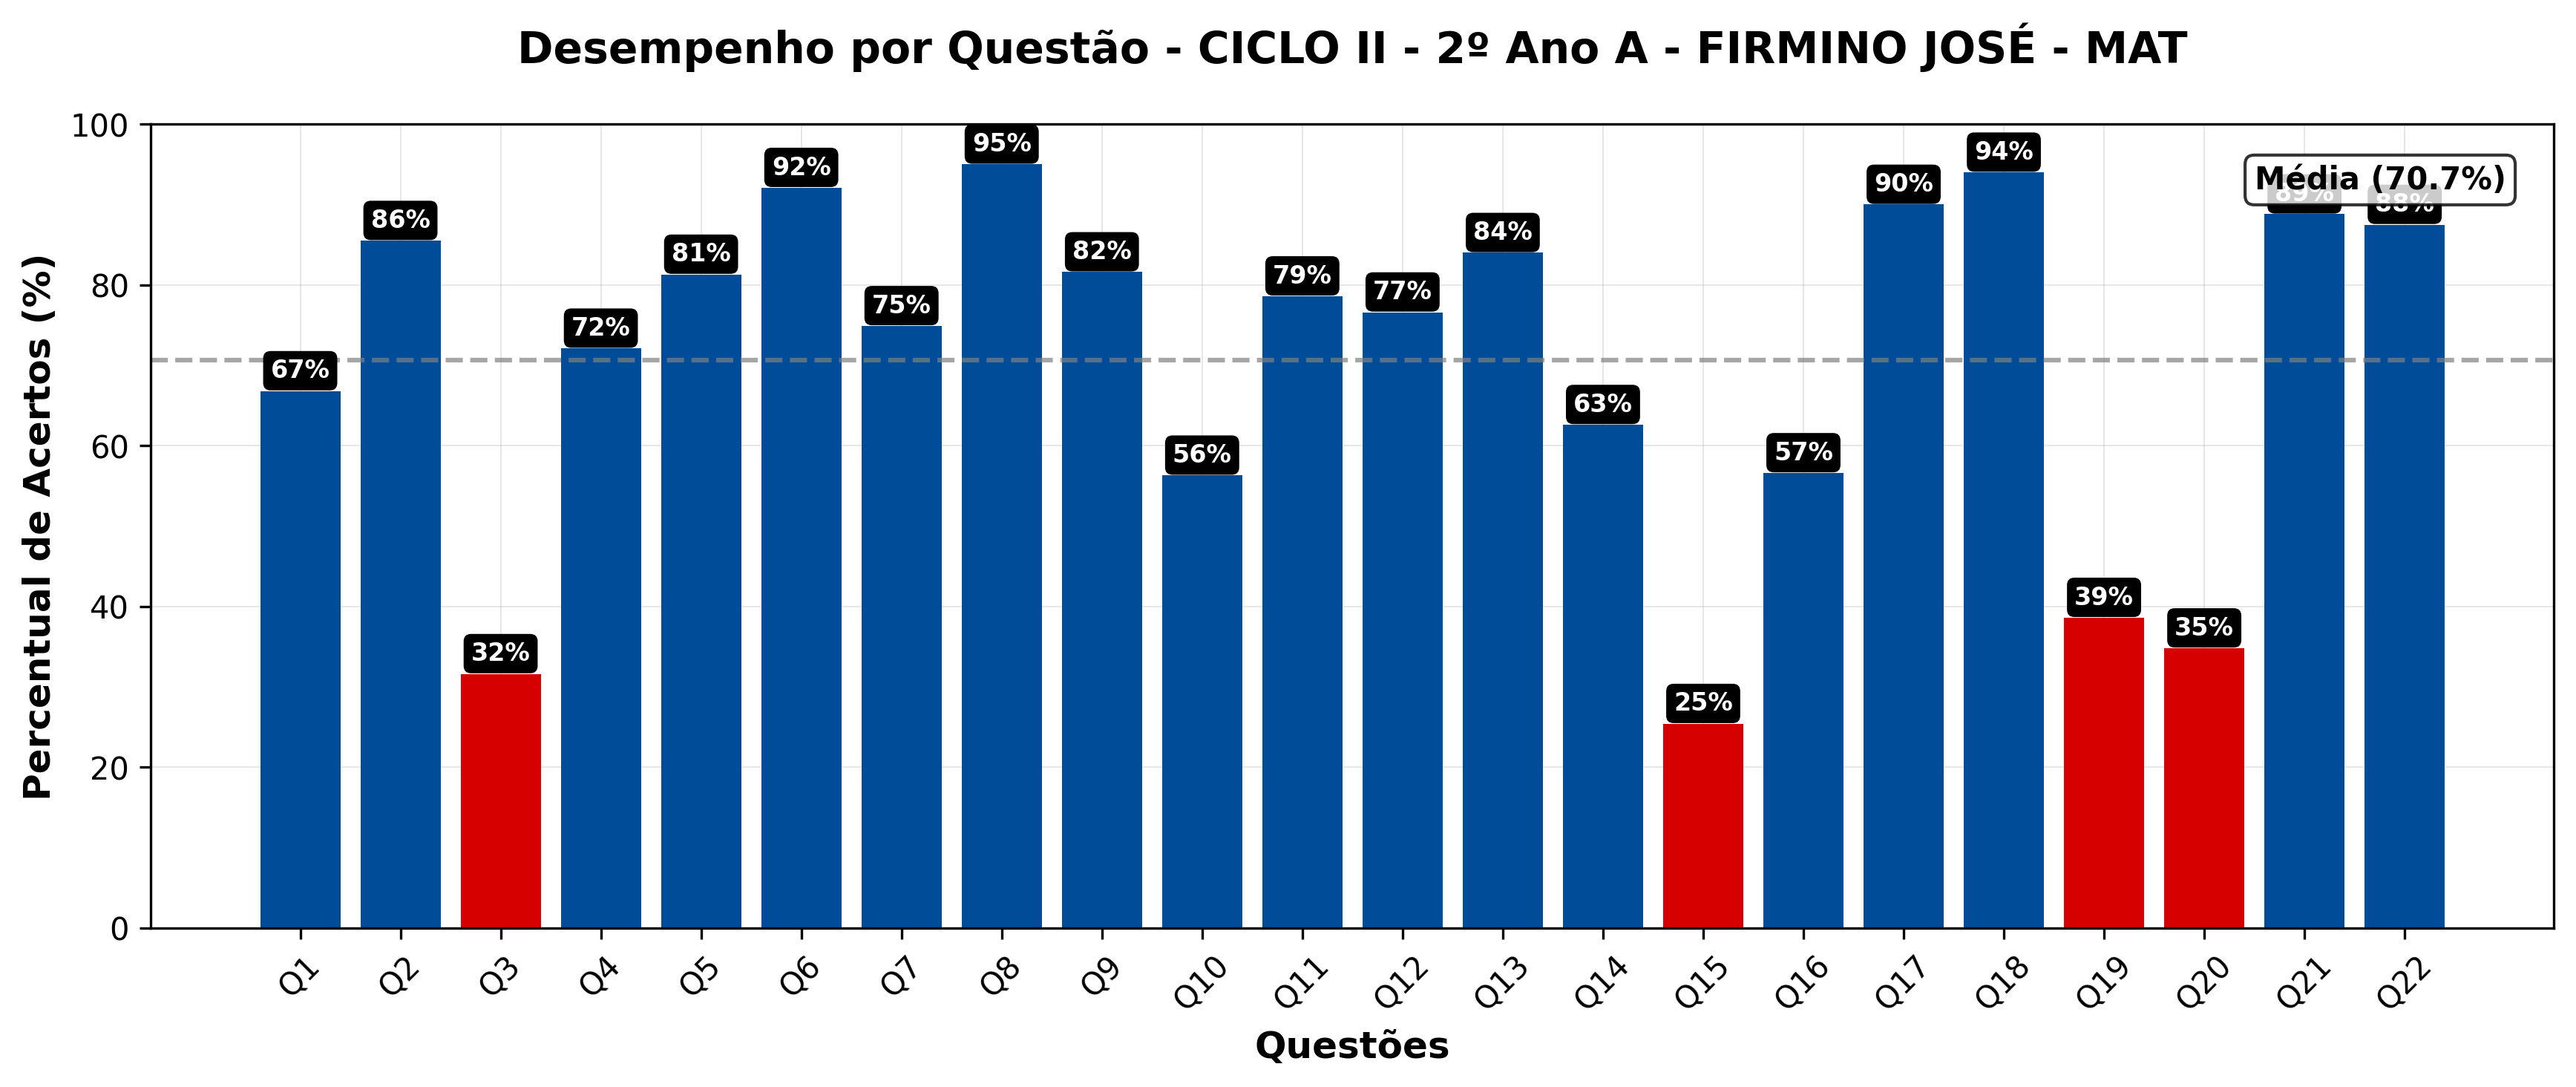 Desempenho por Questão - CICLO II - 2º Ano A - FIRMINO JOSÉ - MAT
Percentual de Acertos (%)
100
80
60
40
20
0
67%
86%
32%
72%
81%
92%
75%
95%
82%
56%
79%
77%
84%
63%
25%
57%
90%
94%
39%
35%
89%
88%
Média (70.7%)
Q1
Q2
Q3
Q4
Q5
Q6
Q7
Q8
Q9
Q10
Q11
Q12
Q13
Q14
Q15
Q16
Q17
Q18
Q19
Q20
Q21
Q22
Questões